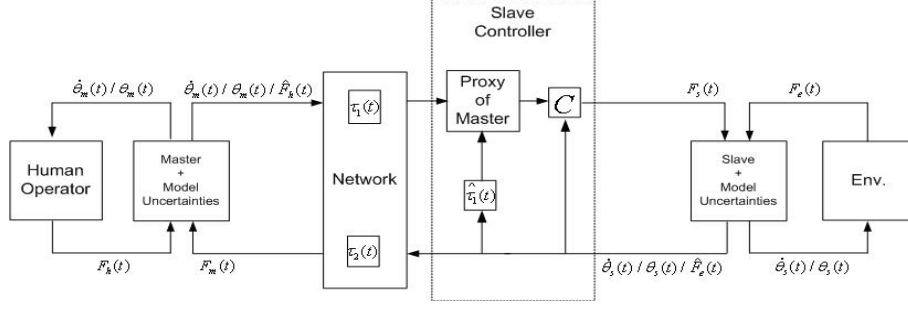 Slave
Controller
θ̇ₘ(t) / θₘ(t)
θ̇ₘ(t) / θₘ(t) / F̂ₕ(t)
τ₁(t)
Proxy
of
Master
C
Fₛ(t)
Fₑ(t)
Human
Operator
Master
+
Model
Uncertainties
Network
τ̂₁(t)
Slave
+
Model
Uncertainties
Env.
τ₂(t)
Fₕ(t)
Fₘ(t)
θ̇ₛ(t) / θₛ(t) / F̂ₑ(t)
θ̇ₛ(t) / θₛ(t)